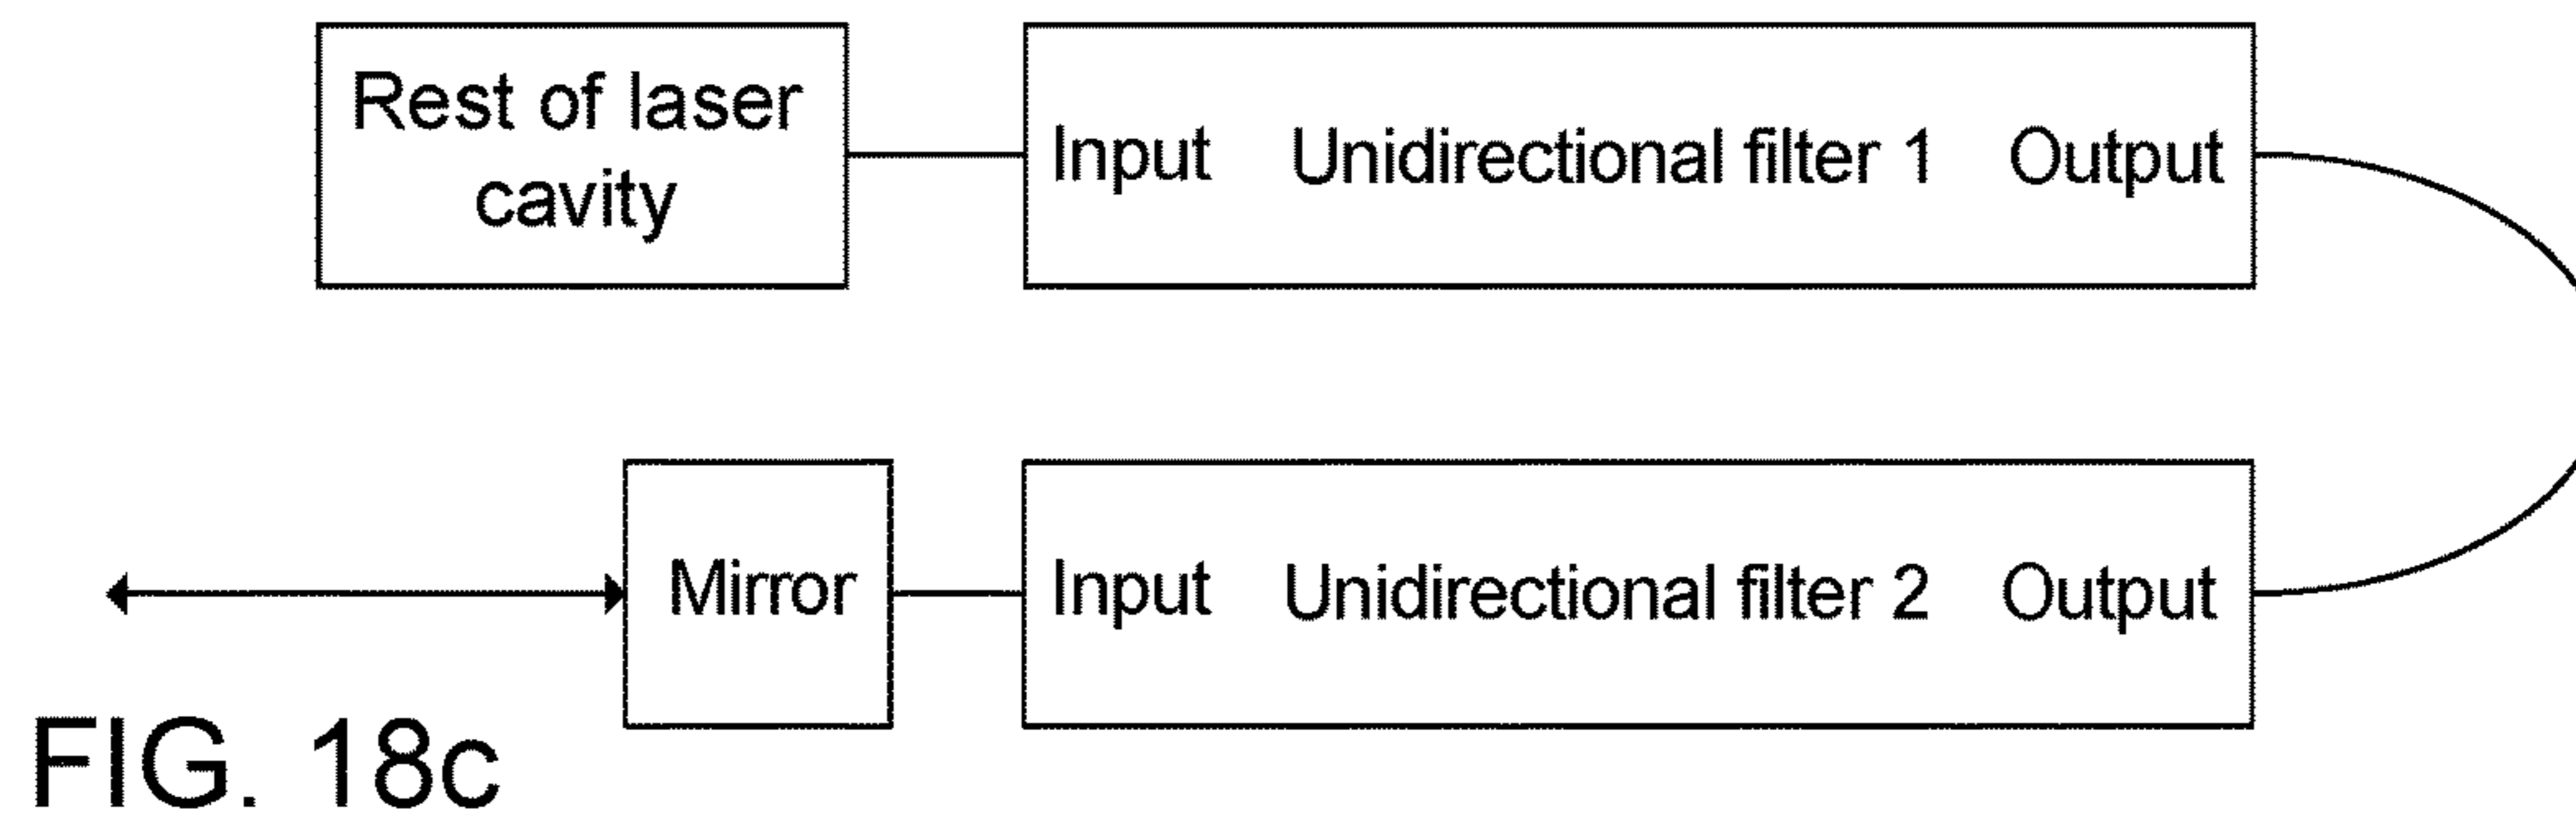 Rest of laser
cavity
Input Unidirectional filter 1 Output
Mirror
Input Unidirectional filter 2 Output
FIG. 18c